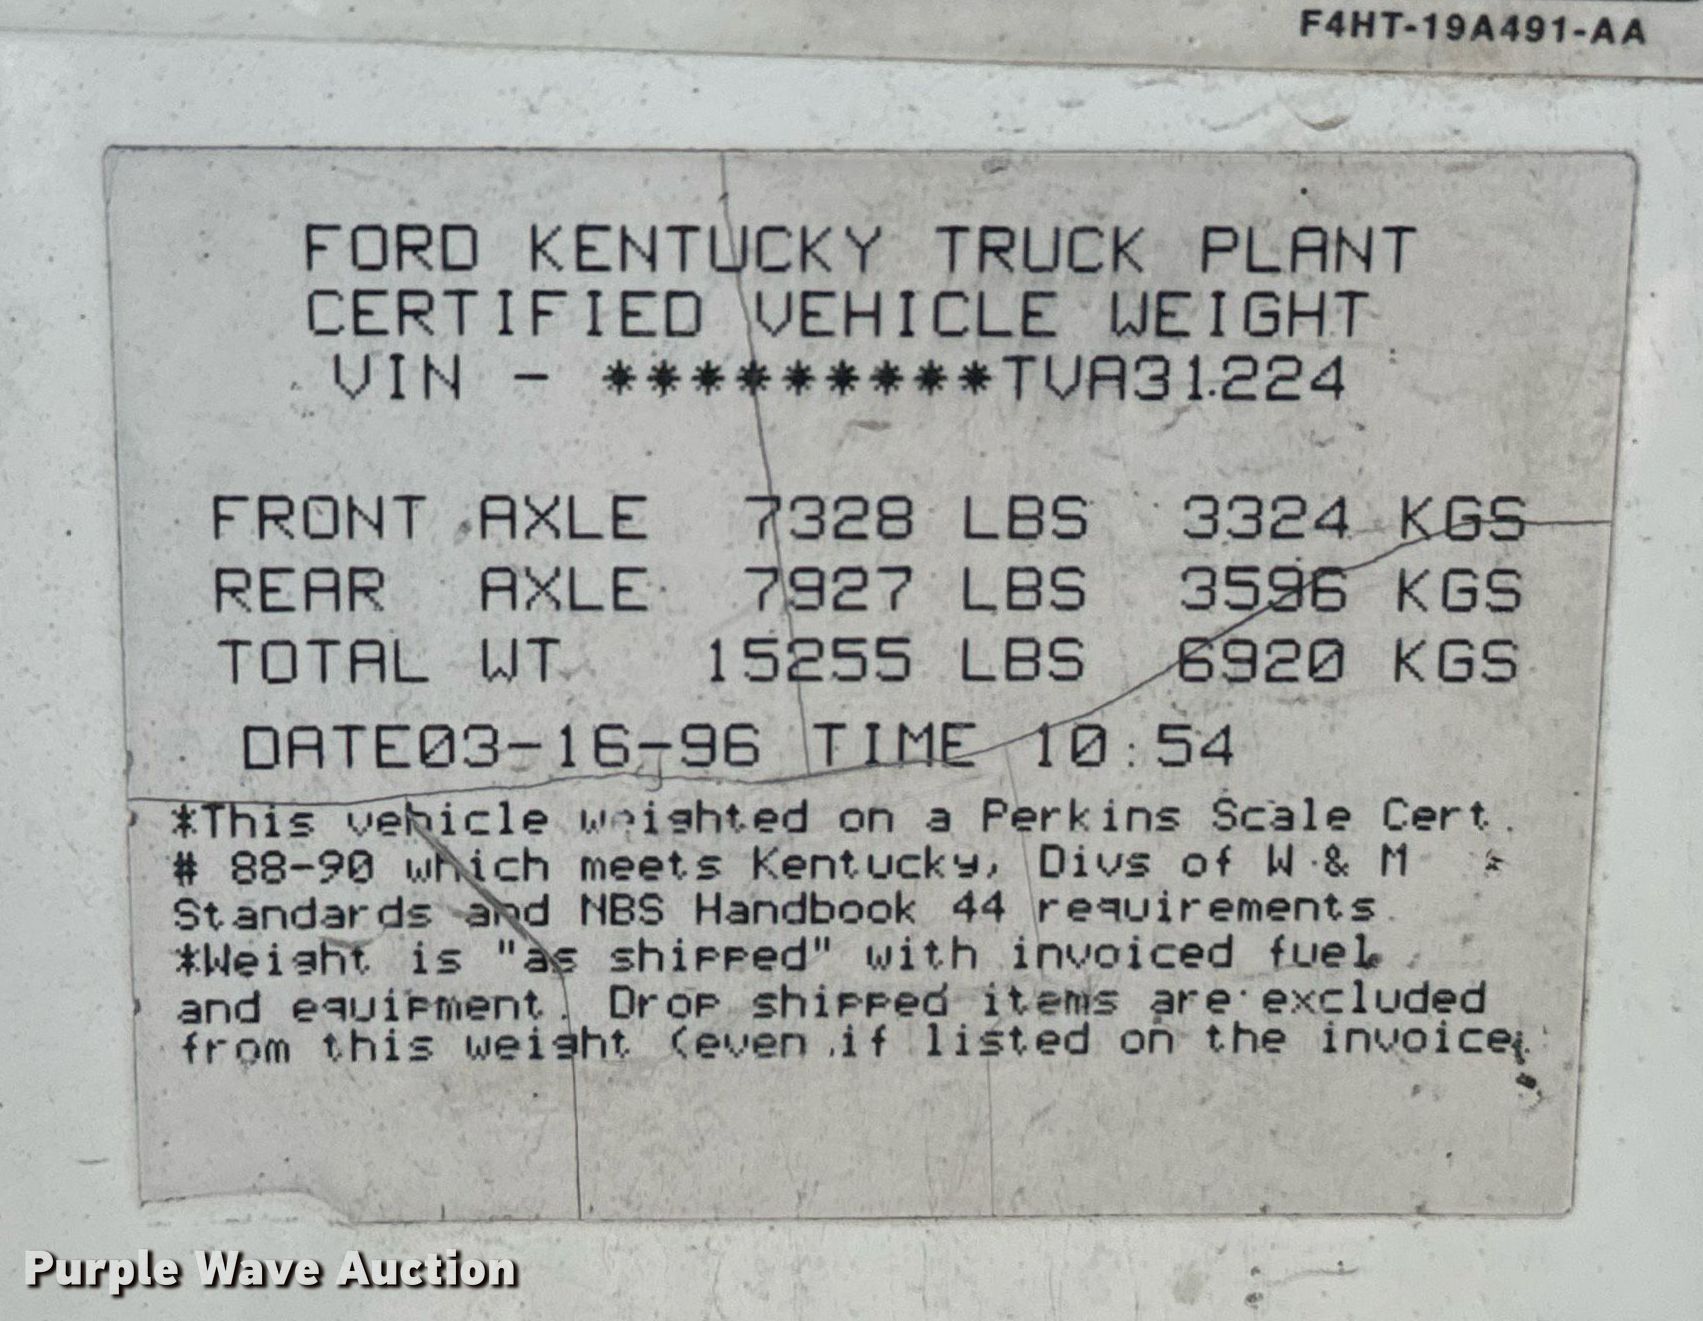 F4HT-19A491-AA
FORD KENTUCKY TRUCK PLANT
CERTIFIED VEHICLE WEIGHT
VIN - *********TVA31224
FRONT AXLE 7328 LBS 3324 KGS
REAR AXLE 7927 LBS 3596 KGS
TOTAL WT 15255 LBS 6920 KGS
DATE03-16-96 TIME 10:54
*This vehicle weighted on a Perkins Scale Cert.
# 88-90 which meets Kentucky, Divs of W & M
Standards and NBS Handbook 44 requirements.
*Weight is "as shipped" with invoiced fuel
and equipment. Drop shipped items are excluded
from this weight (even if listed on the invoice)
Purple Wave Auction